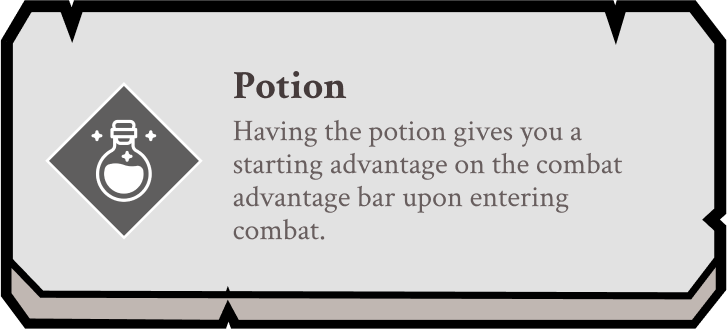 Potion
Having the potion gives you a
starting advantage on the combat
advantage bar upon entering
combat.